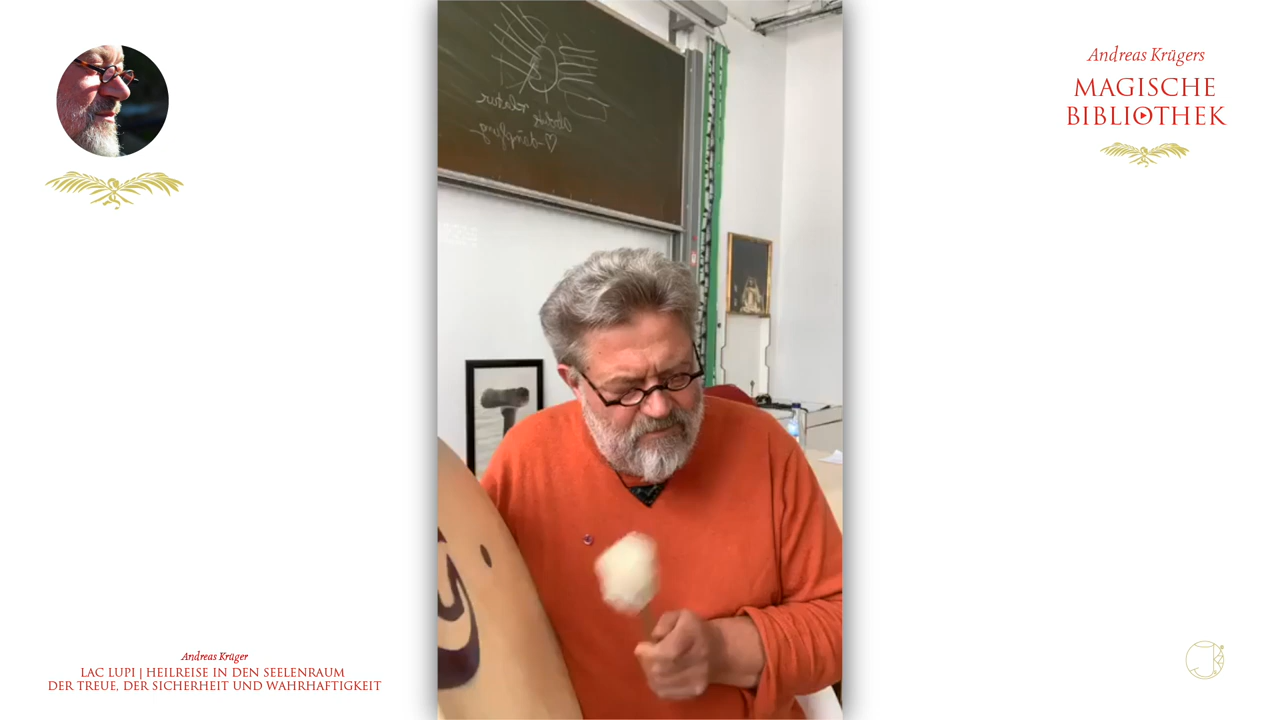 Andreas Krügers
MAGISCHE
BIBLIOTHEK
Andreas Krüger
LAC LUPI | HEILREISE IN DEN SEELENRAUM
DER TREUE, DER SICHERHEIT UND WAHRHAFTIGKEIT